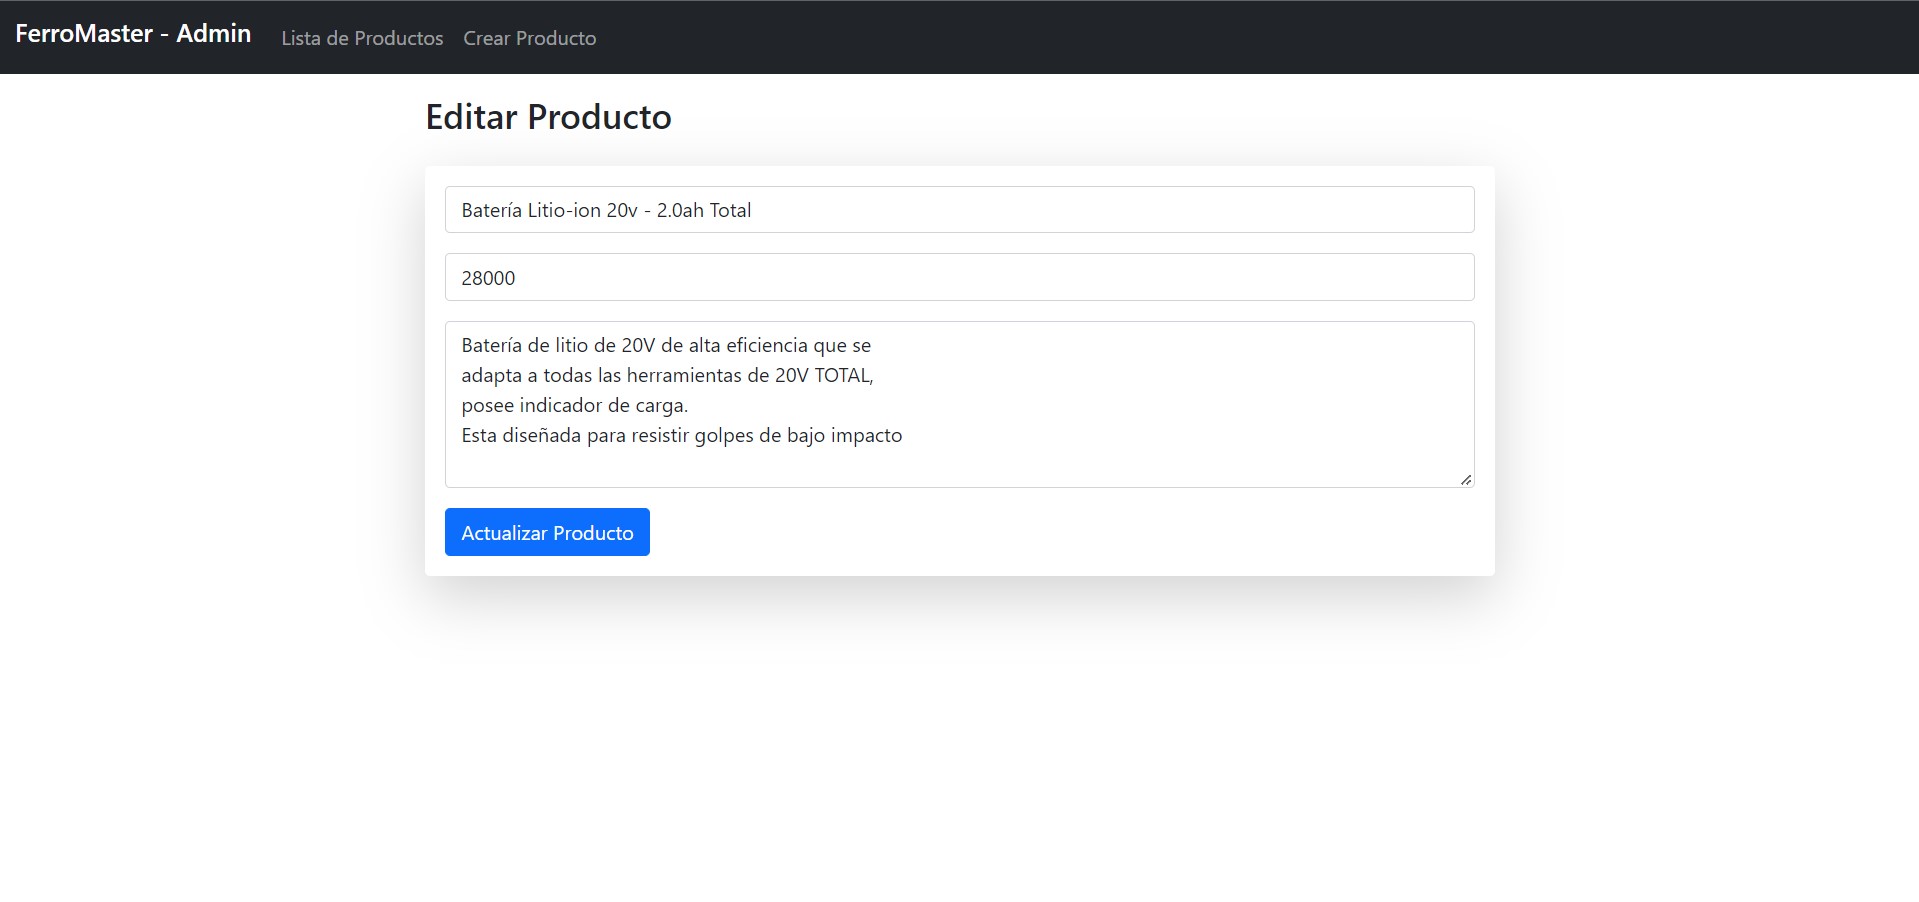 FerroMaster - Admin
Lista de Productos
Crear Producto
Editar Producto
Batería Litio-ion 20v - 2.0ah Total
28000
Batería de litio de 20V de alta eficiencia que se
adapta a todas las herramientas de 20V TOTAL,
posee indicador de carga.
Esta diseñada para resistir golpes de bajo impacto
Actualizar Producto